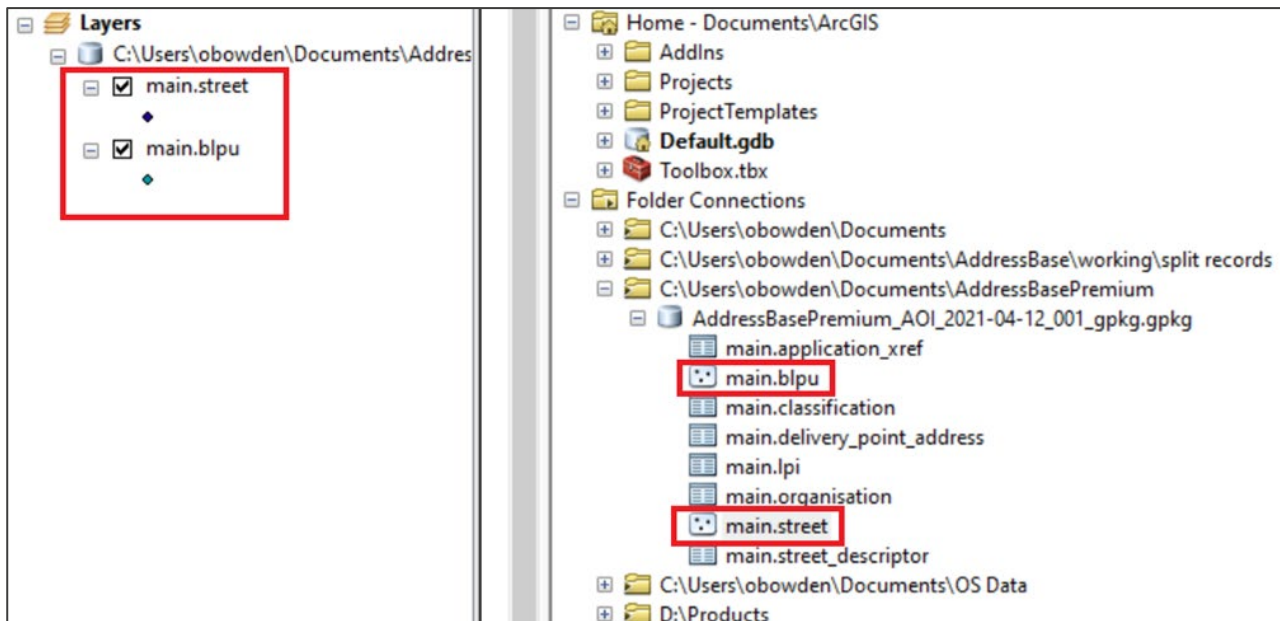 Layers
C:\Users\obowden\Documents\Addres
main.street
main.blpu
Home - Documents\ArcGIS
AddIns
Projects
ProjectTemplates
Default.gdb
Toolbox.tbx
Folder Connections
C:\Users\obowden\Documents
C:\Users\obowden\Documents\AddressBase\working\split records
C:\Users\obowden\Documents\AddressBasePremium
AddressBasePremium_AOI_2021-04-12_001_gpkg.gpkg
main.application_xref
main.blpu
main.classification
main.delivery_point_address
main.lpi
main.organisation
main.street
main.street_descriptor
C:\Users\obowden\Documents\OS Data
D:\Products